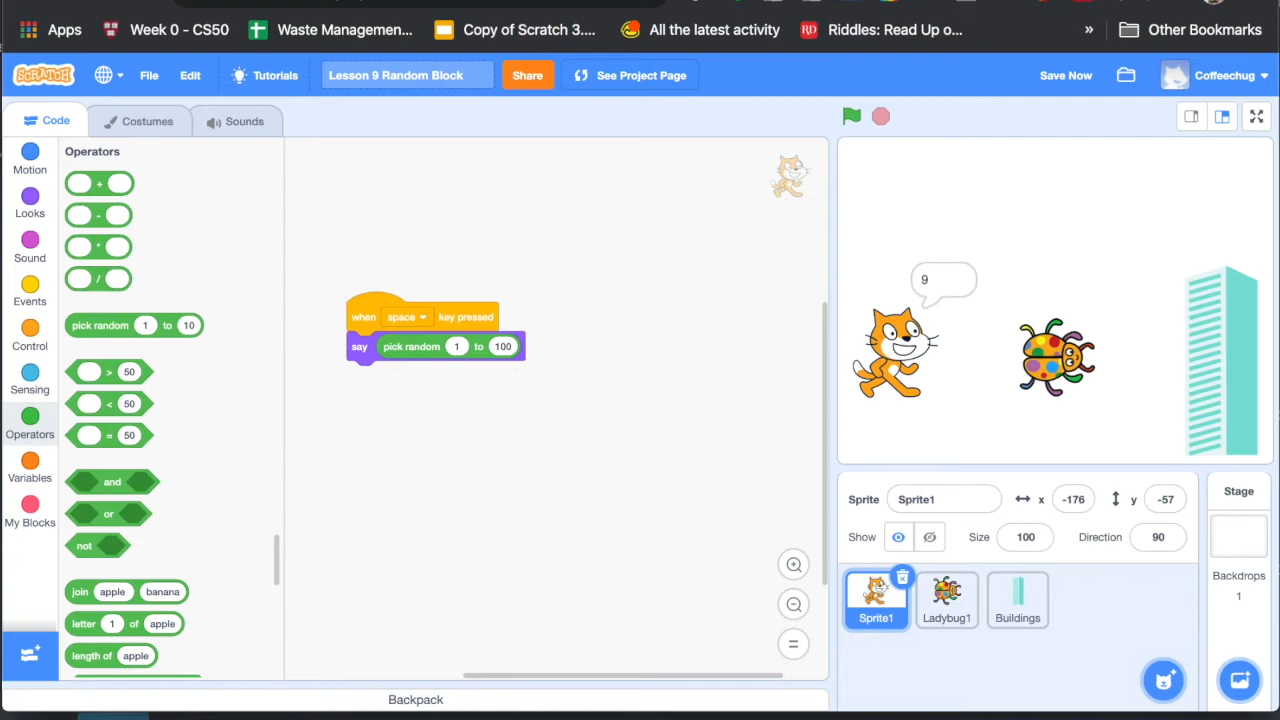 Apps
Week 0 - CS50
Waste Managemen...
Copy of Scratch 3....
All the latest activity
RD
Riddles: Read Up o...
»
Other Bookmarks
SCRATCH
File
Edit
Tutorials
Lesson 9 Random Block
Share
See Project Page
Save Now
Coffeechug
Code
Costumes
Sounds
Motion
Looks
Sound
Events
Control
Sensing
Operators
Variables
My Blocks
Operators
+
-
*
/
pick random 1 to 10
> 50
< 50
= 50
and
or
not
join apple banana
letter 1 of apple
length of apple
when space key pressed
say pick random 1 to 100
9
Sprite Sprite1 x -176 y -57
Show Size 100 Direction 90
Sprite1
Ladybug1
Buildings
Stage
Backdrops
1
Backpack